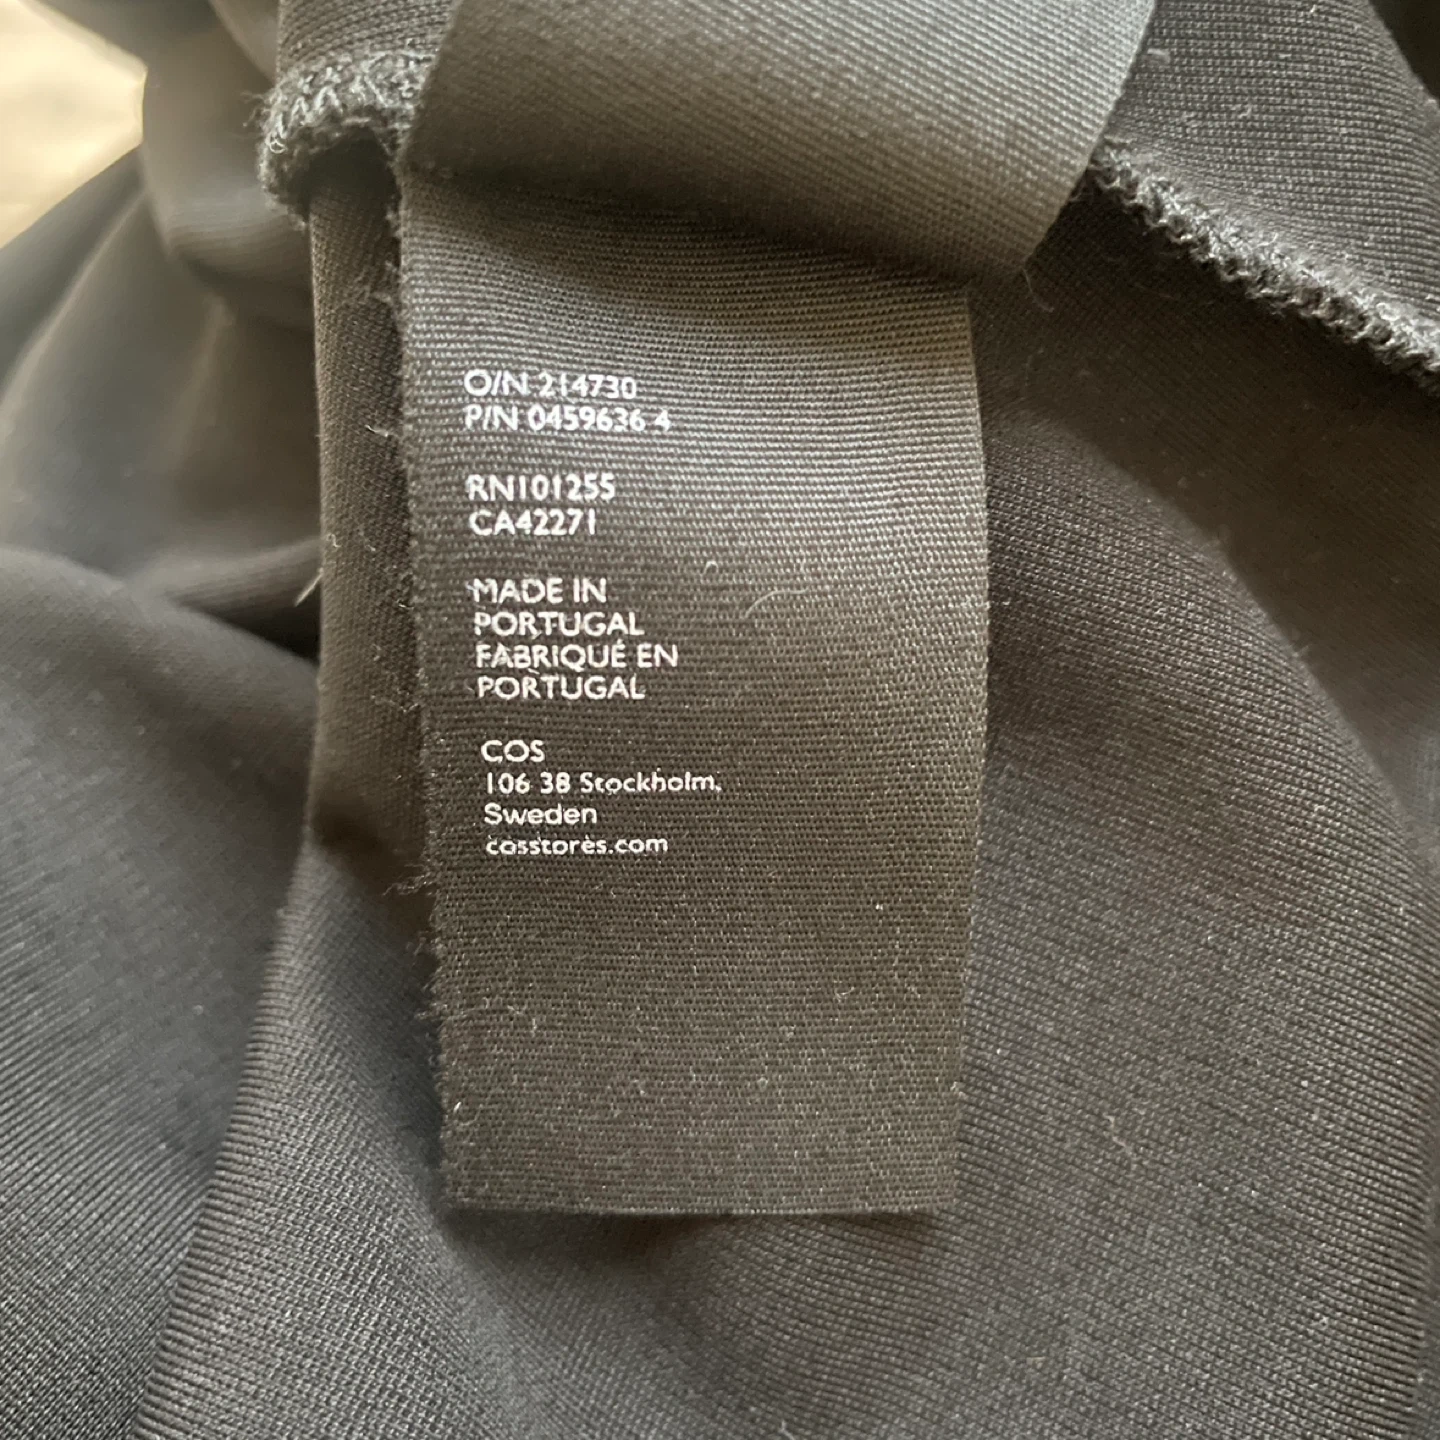 O/N 214730
P/N 0459636 4
RN101255
CA42271
MADE IN
PORTUGAL
FABRIQUÉ EN
PORTUGAL
COS
106 38 Stockholm,
Sweden
cosstores.com